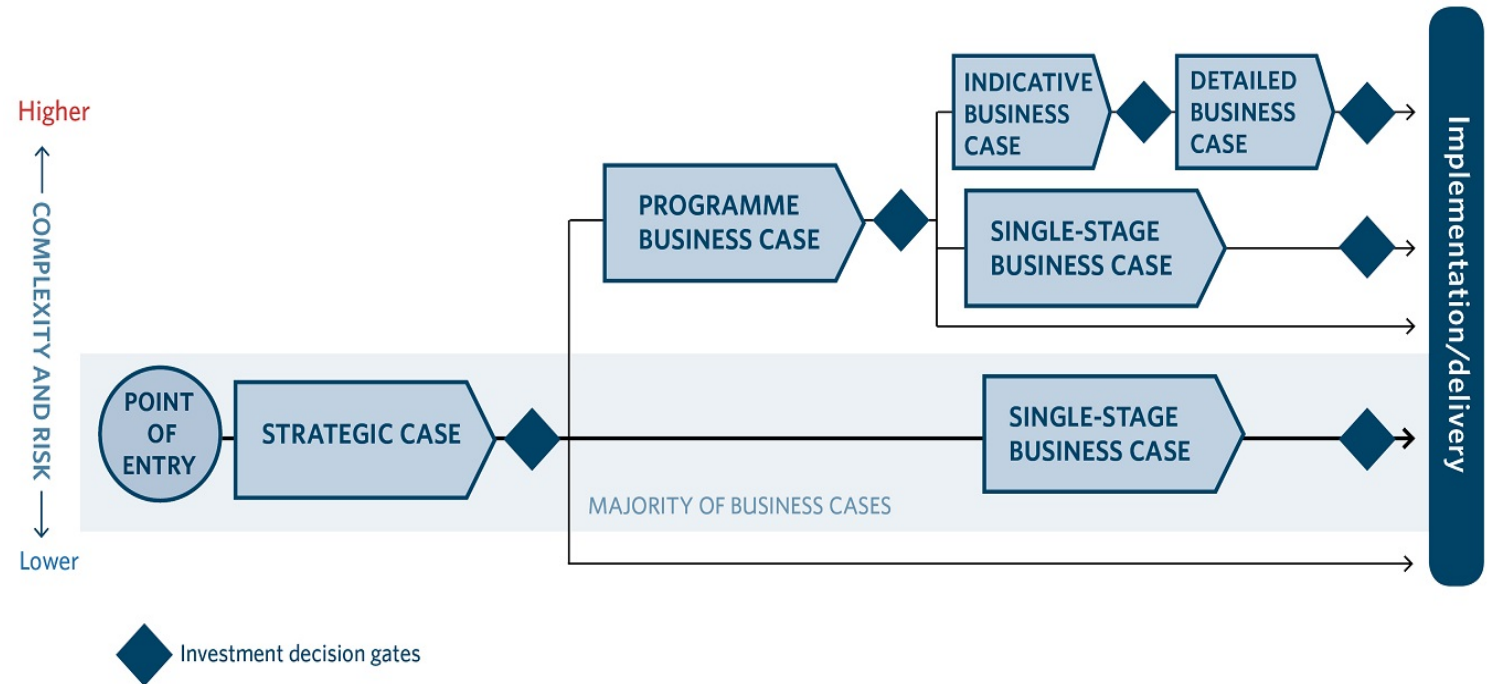 Higher
COMPLEXITY AND RISK
Lower
INDICATIVE
BUSINESS
CASE
DETAILED
BUSINESS
CASE
PROGRAMME
BUSINESS CASE
SINGLE-STAGE
BUSINESS CASE
POINT
OF
ENTRY
STRATEGIC CASE
SINGLE-STAGE
BUSINESS CASE
MAJORITY OF BUSINESS CASES
Implementation/delivery
Investment decision gates